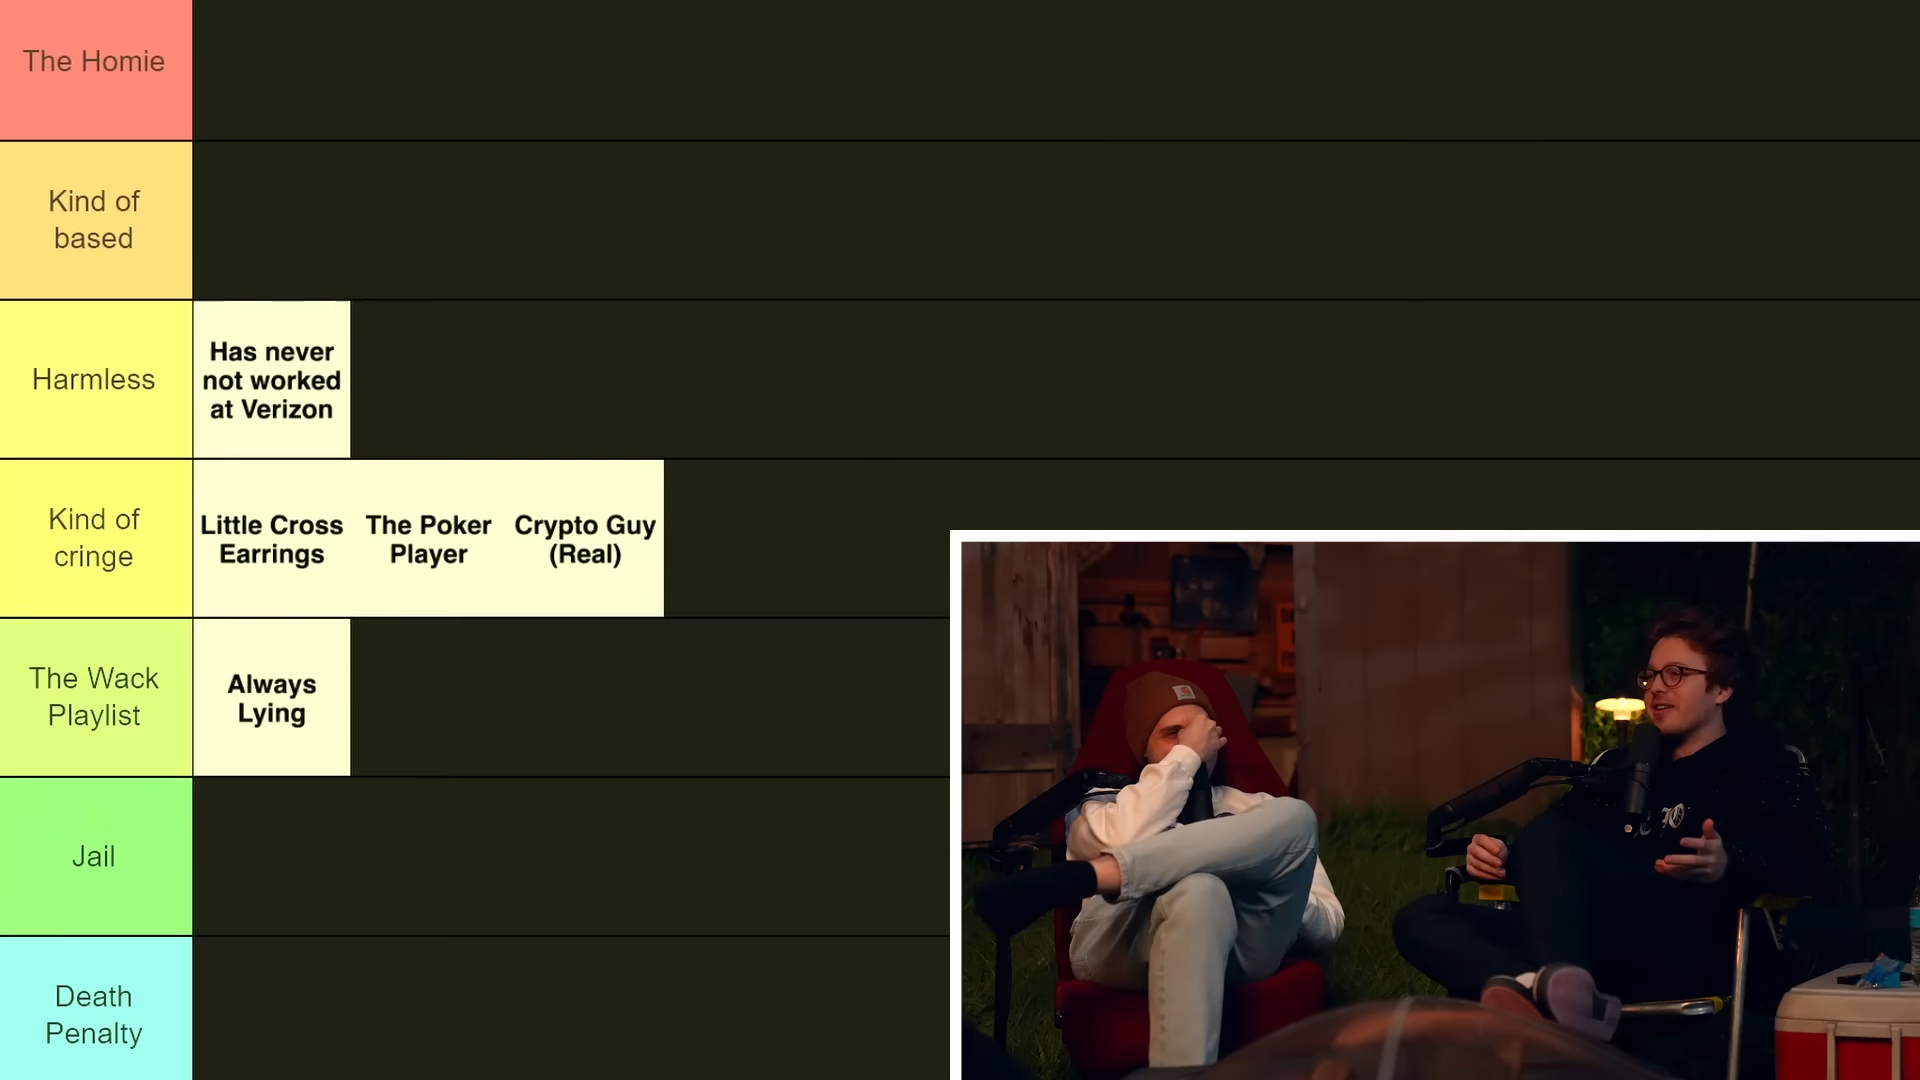 The Homie
Kind of
based
Harmless
Has never
not worked
at Verizon
Kind of
cringe
Little Cross
Earrings
The Poker
Player
Crypto Guy
(Real)
The Wack
Playlist
Always
Lying
Jail
Death
Penalty